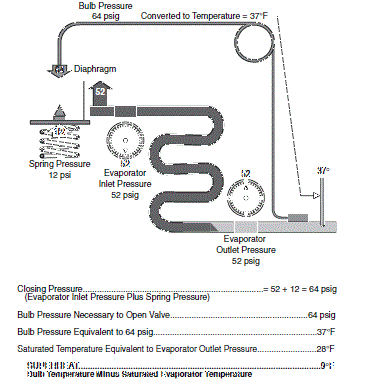 Bulb Pressure
64 psig Converted to Temperature = 37°F
64
Diaphragm
52
12
Spring Pressure
12 psi
52
Evaporator
Inlet Pressure
52 psig
52
37°
Evaporator
Outlet Pressure
52 psig
Closing Pressure............................................................= 52 + 12 = 64 psig
(Evaporator Inlet Pressure Plus Spring Pressure)
Bulb Pressure Necessary to Open Valve..............................................64 psig
Bulb Pressure Equivalent to 64 psig.................................................37°F
Saturated Temperature Equivalent to Evaporator Outlet Pressure....................28°F
SUPERHEAT...........................................................................9°F
Bulb Temperature Minus Saturated Evaporator Temperature